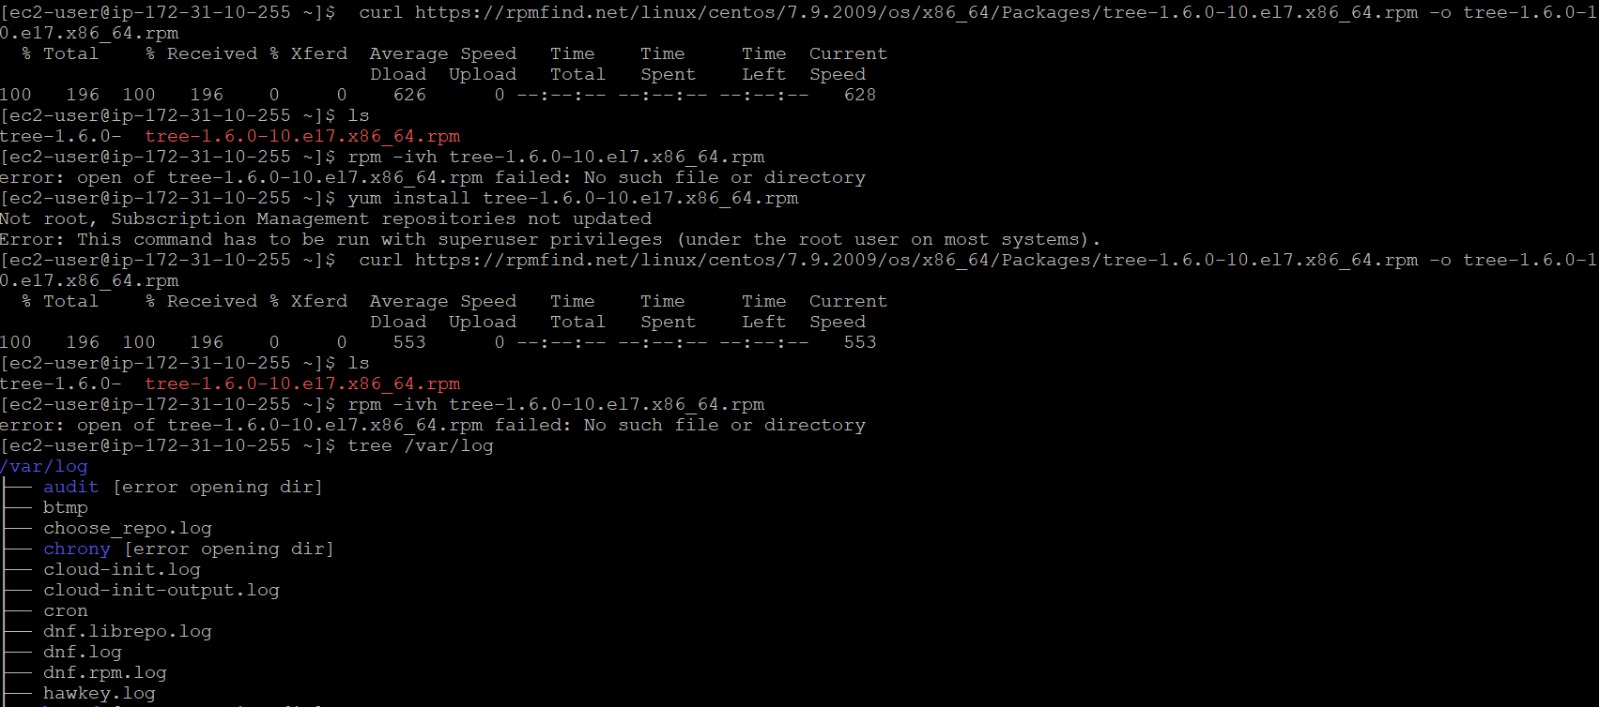 [ec2-user@ip-172-31-10-255 ~]$  curl https://rpmfind.net/linux/centos/7.9.2009/os/x86_64/Packages/tree-1.6.0-10.el7.x86_64.rpm -o tree-1.6.0-1
0.e17.x86_64.rpm
% Total    % Received % Xferd  Average Speed   Time    Time     Time  Current
Dload  Upload   Total   Spent    Left  Speed
100   196  100   196    0     0    626      0 --:--:-- --:--:-- --:--:--   628
[ec2-user@ip-172-31-10-255 ~]$ ls
tree-1.6.0-  tree-1.6.0-10.e17.x86_64.rpm
[ec2-user@ip-172-31-10-255 ~]$ rpm -ivh tree-1.6.0-10.el7.x86_64.rpm
error: open of tree-1.6.0-10.el7.x86_64.rpm failed: No such file or directory
[ec2-user@ip-172-31-10-255 ~]$ yum install tree-1.6.0-10.e17.x86_64.rpm
Not root, Subscription Management repositories not updated
Error: This command has to be run with superuser privileges (under the root user on most systems).
[ec2-user@ip-172-31-10-255 ~]$  curl https://rpmfind.net/linux/centos/7.9.2009/os/x86_64/Packages/tree-1.6.0-10.el7.x86_64.rpm -o tree-1.6.0-1
0.e17.x86_64.rpm
% Total    % Received % Xferd  Average Speed   Time    Time     Time  Current
Dload  Upload   Total   Spent    Left  Speed
100   196  100   196    0     0    553      0 --:--:-- --:--:-- --:--:--   553
[ec2-user@ip-172-31-10-255 ~]$ ls
tree-1.6.0-  tree-1.6.0-10.e17.x86_64.rpm
[ec2-user@ip-172-31-10-255 ~]$ rpm -ivh tree-1.6.0-10.el7.x86_64.rpm
error: open of tree-1.6.0-10.el7.x86_64.rpm failed: No such file or directory
[ec2-user@ip-172-31-10-255 ~]$ tree /var/log
/var/log
├── audit [error opening dir]
├── btmp
├── choose_repo.log
├── chrony [error opening dir]
├── cloud-init.log
├── cloud-init-output.log
├── cron
├── dnf.librepo.log
├── dnf.log
├── dnf.rpm.log
├── hawkey.log